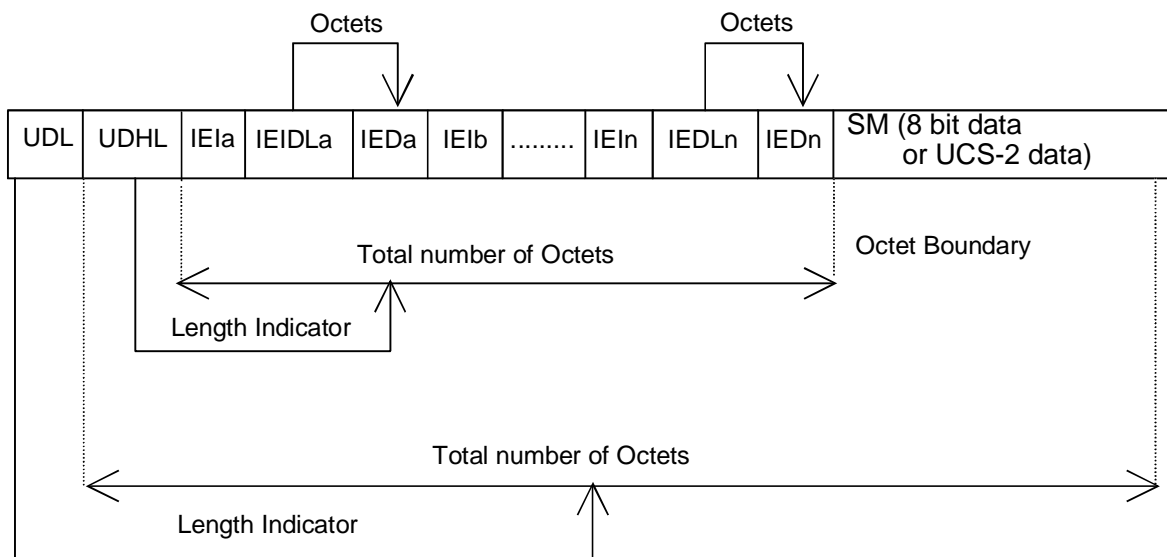 Octets Octets
UDL UDHL IEIa IEIDLa IEDa IEIb ......... IEIn IEDLn IEDn SM (8 bit data
or UCS-2 data)
Total number of Octets
Octet Boundary
Length Indicator
Total number of Octets
Length Indicator